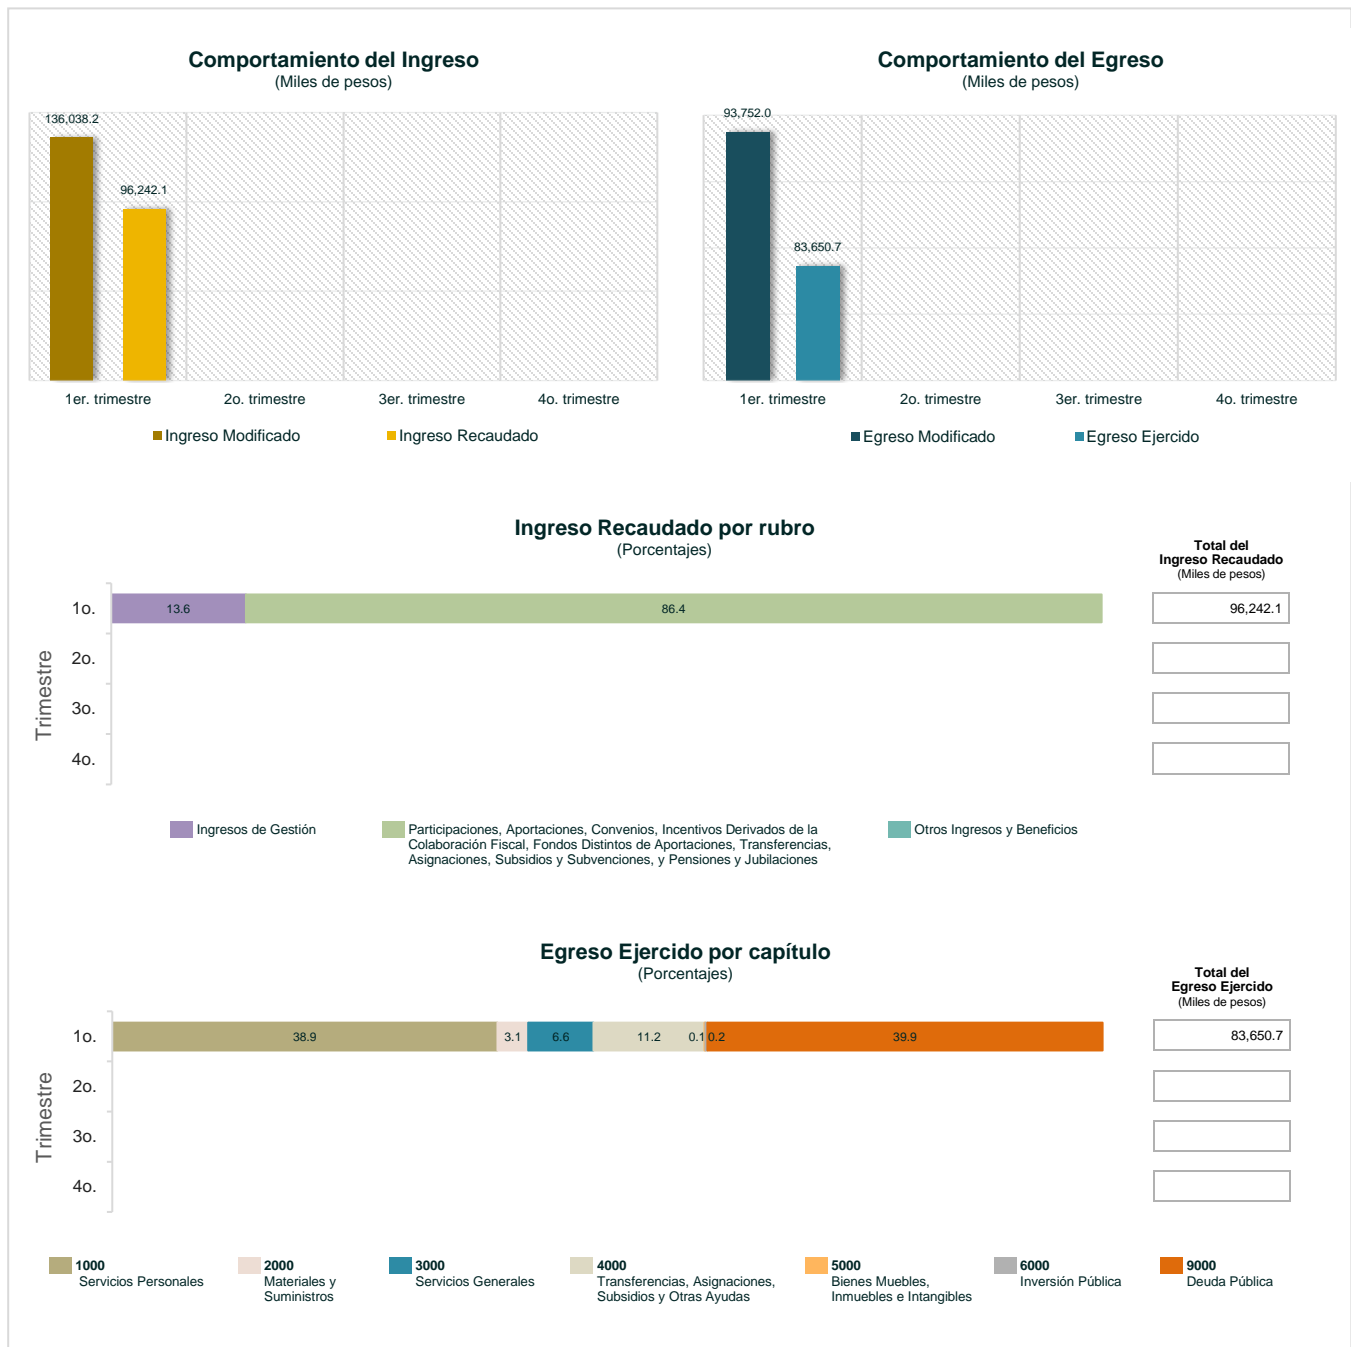 Comportamiento del Ingreso
(Miles de pesos)
136,038.2
96,242.1
1er. trimestre
2o. trimestre
3er. trimestre
4o. trimestre
Ingreso Modificado
Ingreso Recaudado
Comportamiento del Egreso
(Miles de pesos)
93,752.0
83,650.7
1er. trimestre
2o. trimestre
3er. trimestre
4o. trimestre
Egreso Modificado
Egreso Ejercido
Ingreso Recaudado por rubro
(Porcentajes)
Total del
Ingreso Recaudado
(Miles de pesos)
Trimestre
1o.
13.6
86.4
96,242.1
2o.
3o.
4o.
Ingresos de Gestión
Participaciones, Aportaciones, Convenios, Incentivos Derivados de la
Colaboración Fiscal, Fondos Distintos de Aportaciones, Transferencias,
Asignaciones, Subsidios y Subvenciones, y Pensiones y Jubilaciones
Otros Ingresos y Beneficios
Egreso Ejercido por capítulo
(Porcentajes)
Total del
Egreso Ejercido
(Miles de pesos)
Trimestre
1o.
38.9
3.1
6.6
11.2
0.1
0.2
39.9
83,650.7
2o.
3o.
4o.
1000
Servicios Personales
2000
Materiales y
Suministros
3000
Servicios Generales
4000
Transferencias, Asignaciones,
Subsidios y Otras Ayudas
5000
Bienes Muebles,
Inmuebles e Intangibles
6000
Inversión Pública
9000
Deuda Pública